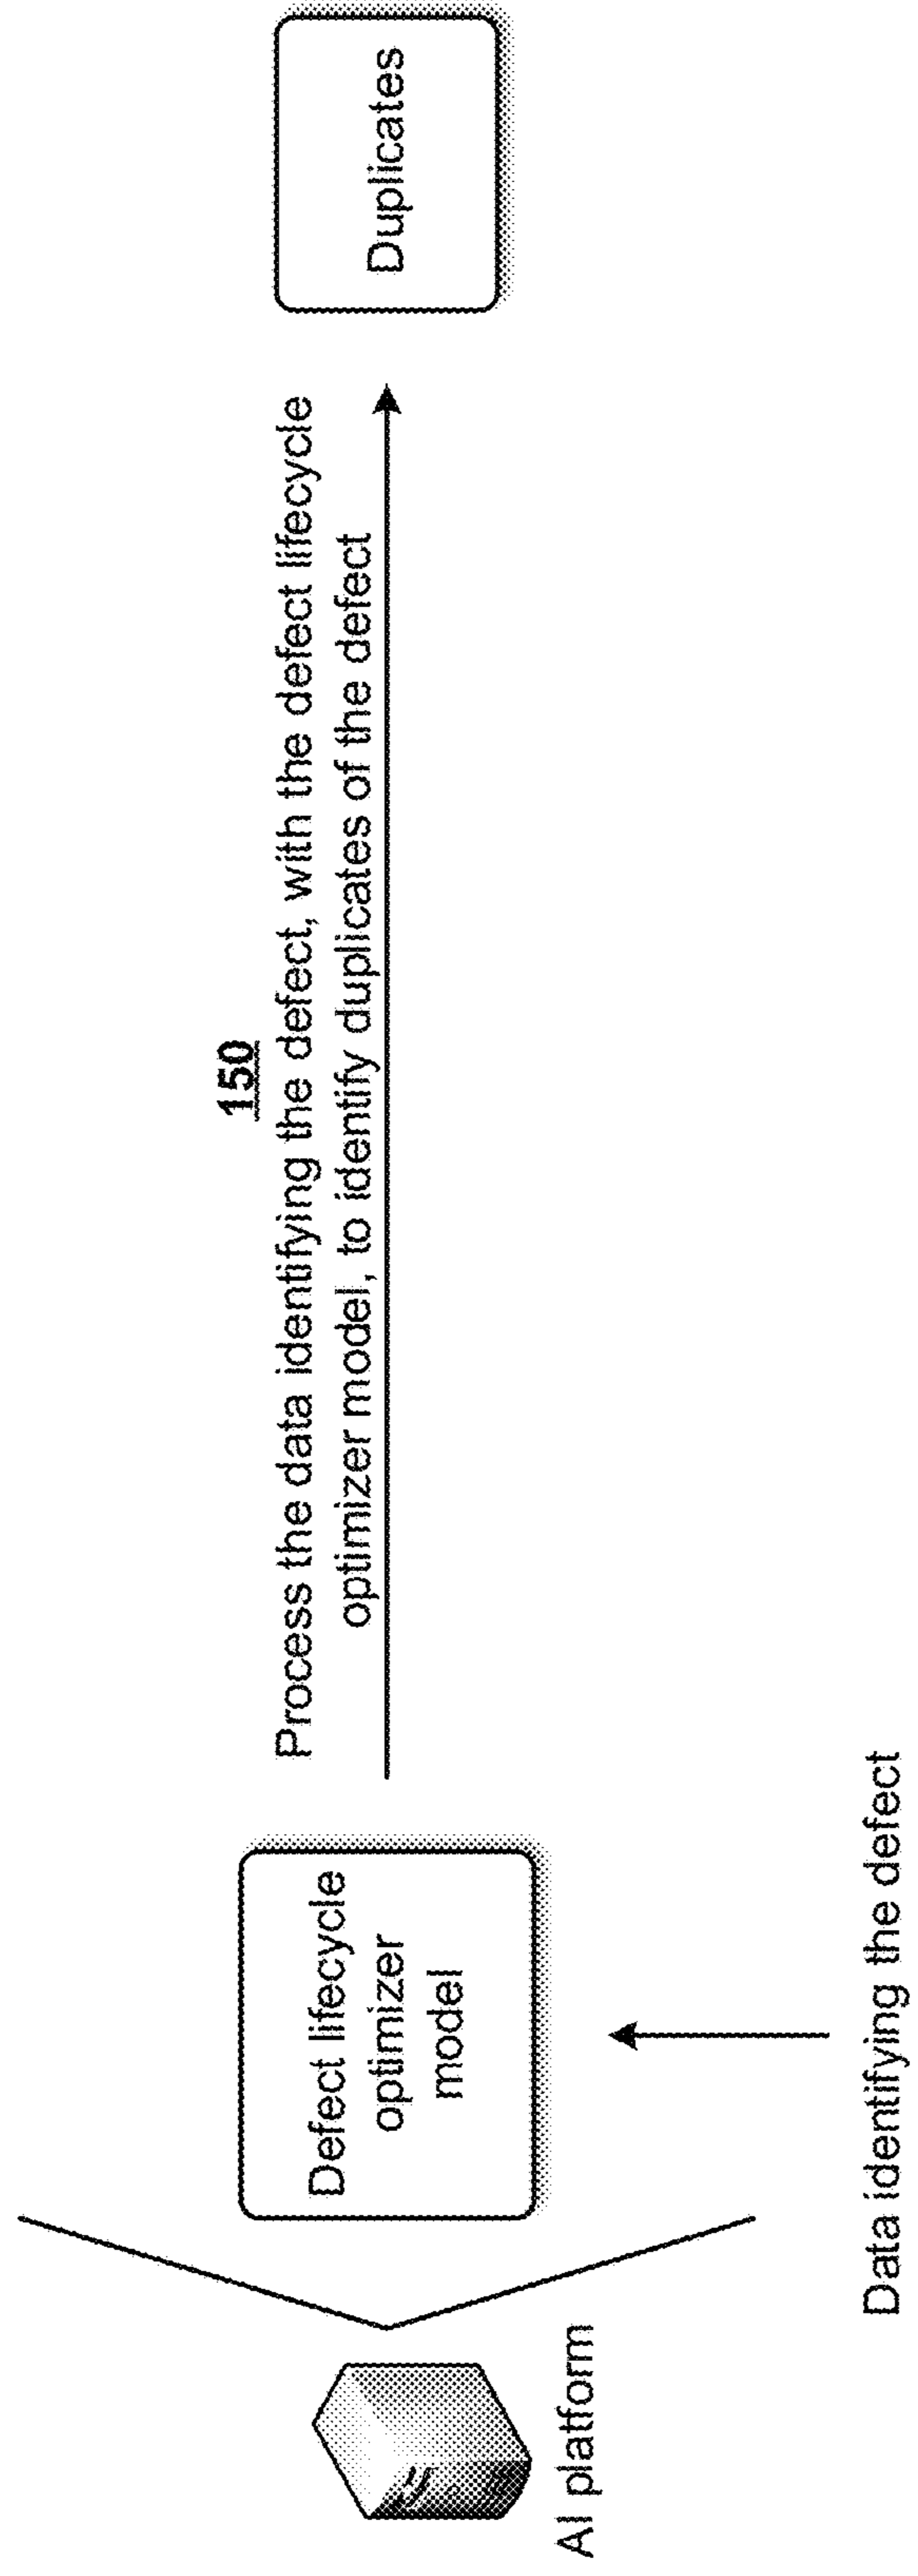 150
Process the data identifying the defect, with the defect lifecycle
optimizer model, to identify duplicates of the defect
Defect lifecycle
optimizer
model
Duplicates
AI platform
Data identifying the defect